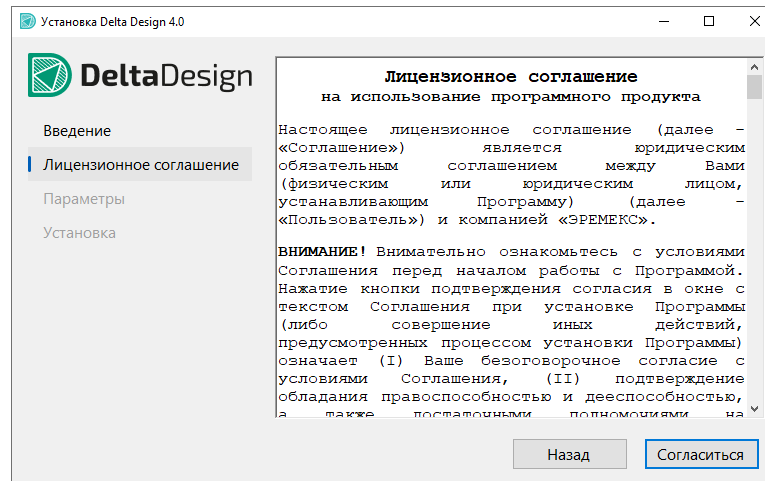 Установка Delta Design 4.0
DeltaDesign
Введение
Лицензионное соглашение
Параметры
Установка
Лицензионное соглашение
на использование программного продукта
Настоящее лицензионное соглашение (далее –
«Соглашение») является юридическим
обязательным соглашением между Вами
(физическим или юридическим лицом,
устанавливающим Программу) (далее –
«Пользователь») и компанией «ЭРЕМЕКС».
ВНИМАНИЕ! Внимательно ознакомьтесь с условиями
Соглашения перед началом работы с Программой.
Нажатие кнопки подтверждения согласия в окне с
текстом Соглашения при установке Программы
(либо совершение иных действий,
предусмотренных процессом установки Программы)
означает (I) Ваше безоговорочное согласие с
условиями Соглашения, (II) подтверждение
обладания правоспособностью и дееспособностью,
а также достаточными полномочиями на
Назад
Согласиться